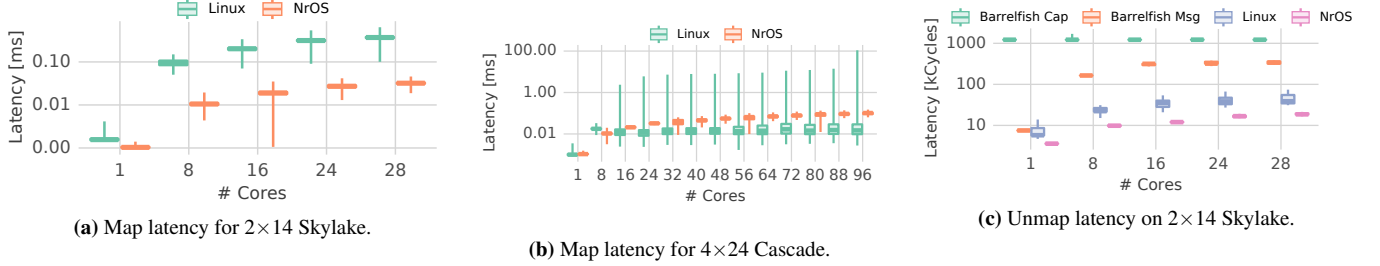 Linux NrOS
Latency [ms]
0.10
0.01
0.00
1 8 16 24 28
# Cores
(a) Map latency for 2×14 Skylake.
Linux NrOS
Latency [ms]
100.00
1.00
0.01
1 8 16 24 32 40 48 56 64 72 80 88 96
# Cores
(b) Map latency for 4×24 Cascade.
Barrelfish Cap Barrelfish Msg Linux NrOS
Latency [kCycles]
1000
100
10
1 8 16 24 28
# Cores
(c) Unmap latency on 2×14 Skylake.